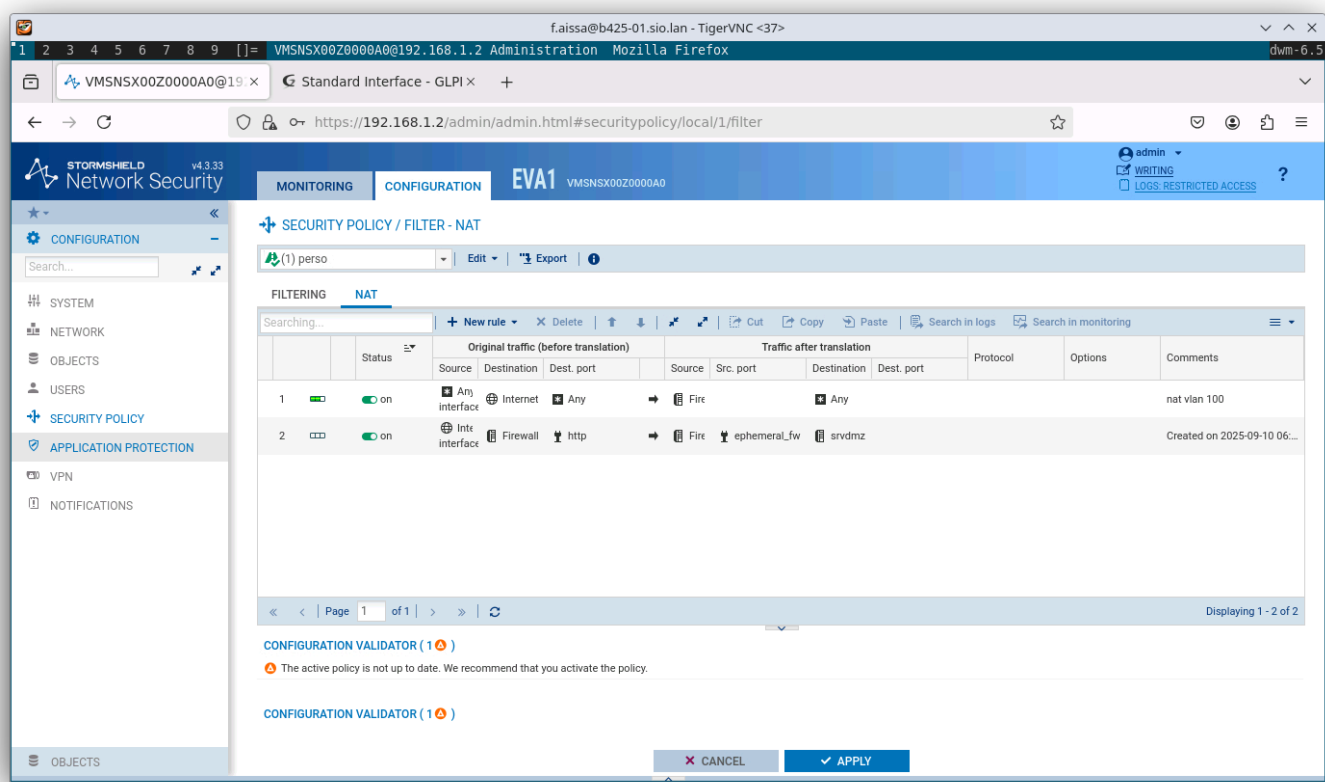 f.aissa@b425-01.sio.lan - TigerVNC <37>
1 2 3 4 5 6 7 8 9 []= VMSNSX00Z0000A0@192.168.1.2 Administration Mozilla Firefox dwm-6.5
VMSNSX00Z0000A0@19 Standard Interface - GLPI
https://192.168.1.2/admin/admin.html#securitypolicy/local/1/filter
STORMSHIELD v4.3.33
Network Security
MONITORING CONFIGURATION EVA1 VMSNSX00Z0000A0
admin
WRITING
LOGS: RESTRICTED ACCESS
?
CONFIGURATION
Search...
SYSTEM
NETWORK
OBJECTS
USERS
SECURITY POLICY
APPLICATION PROTECTION
VPN
NOTIFICATIONS
OBJECTS
SECURITY POLICY / FILTER - NAT
(1) perso Edit Export
FILTERING NAT
Searching... + New rule Delete Cut Copy Paste Search in logs Search in monitoring
Status Original traffic (before translation) Traffic after translation Protocol Options Comments
Source Destination Dest. port Source Src. port Destination Dest. port
1 on Any interface Internet Any Fire Any nat vlan 100
2 on Inte interface Firewall http Fire ephemeral_fw srvdmz Created on 2025-09-10 06:...
Page 1 of 1 Displaying 1 - 2 of 2
CONFIGURATION VALIDATOR ( 1 )
The active policy is not up to date. We recommend that you activate the policy.
CONFIGURATION VALIDATOR ( 1 )
CANCEL APPLY